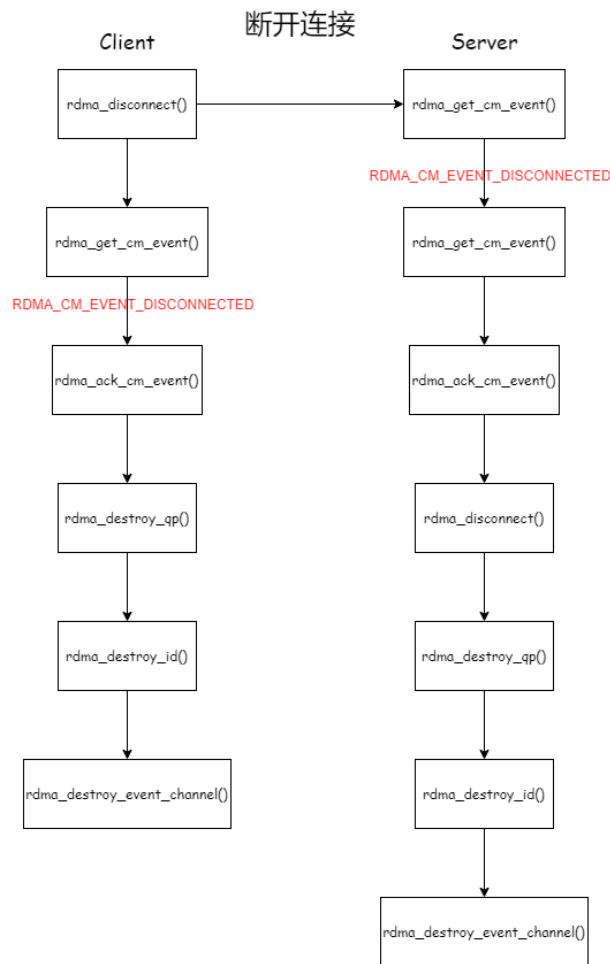 断开连接
Client
Server
rdma_disconnect()
rdma_get_cm_event()
RDMA_CM_EVENT_DISCONNECTED
rdma_get_cm_event()
rdma_get_cm_event()
RDMA_CM_EVENT_DISCONNECTED
rdma_ack_cm_event()
rdma_ack_cm_event()
rdma_destroy_qp()
rdma_disconnect()
rdma_destroy_id()
rdma_destroy_qp()
rdma_destroy_event_channel()
rdma_destroy_id()
rdma_destroy_event_channel()